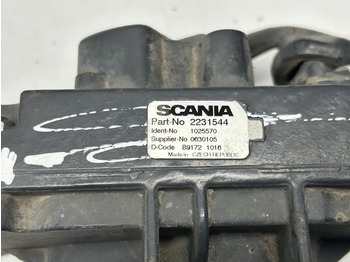 SCANIA
Part-No 2231544
Ident-No 1025570
Supplier-No 0630105
D-Code B9172 1016
Made in CZECH REPUBLIC